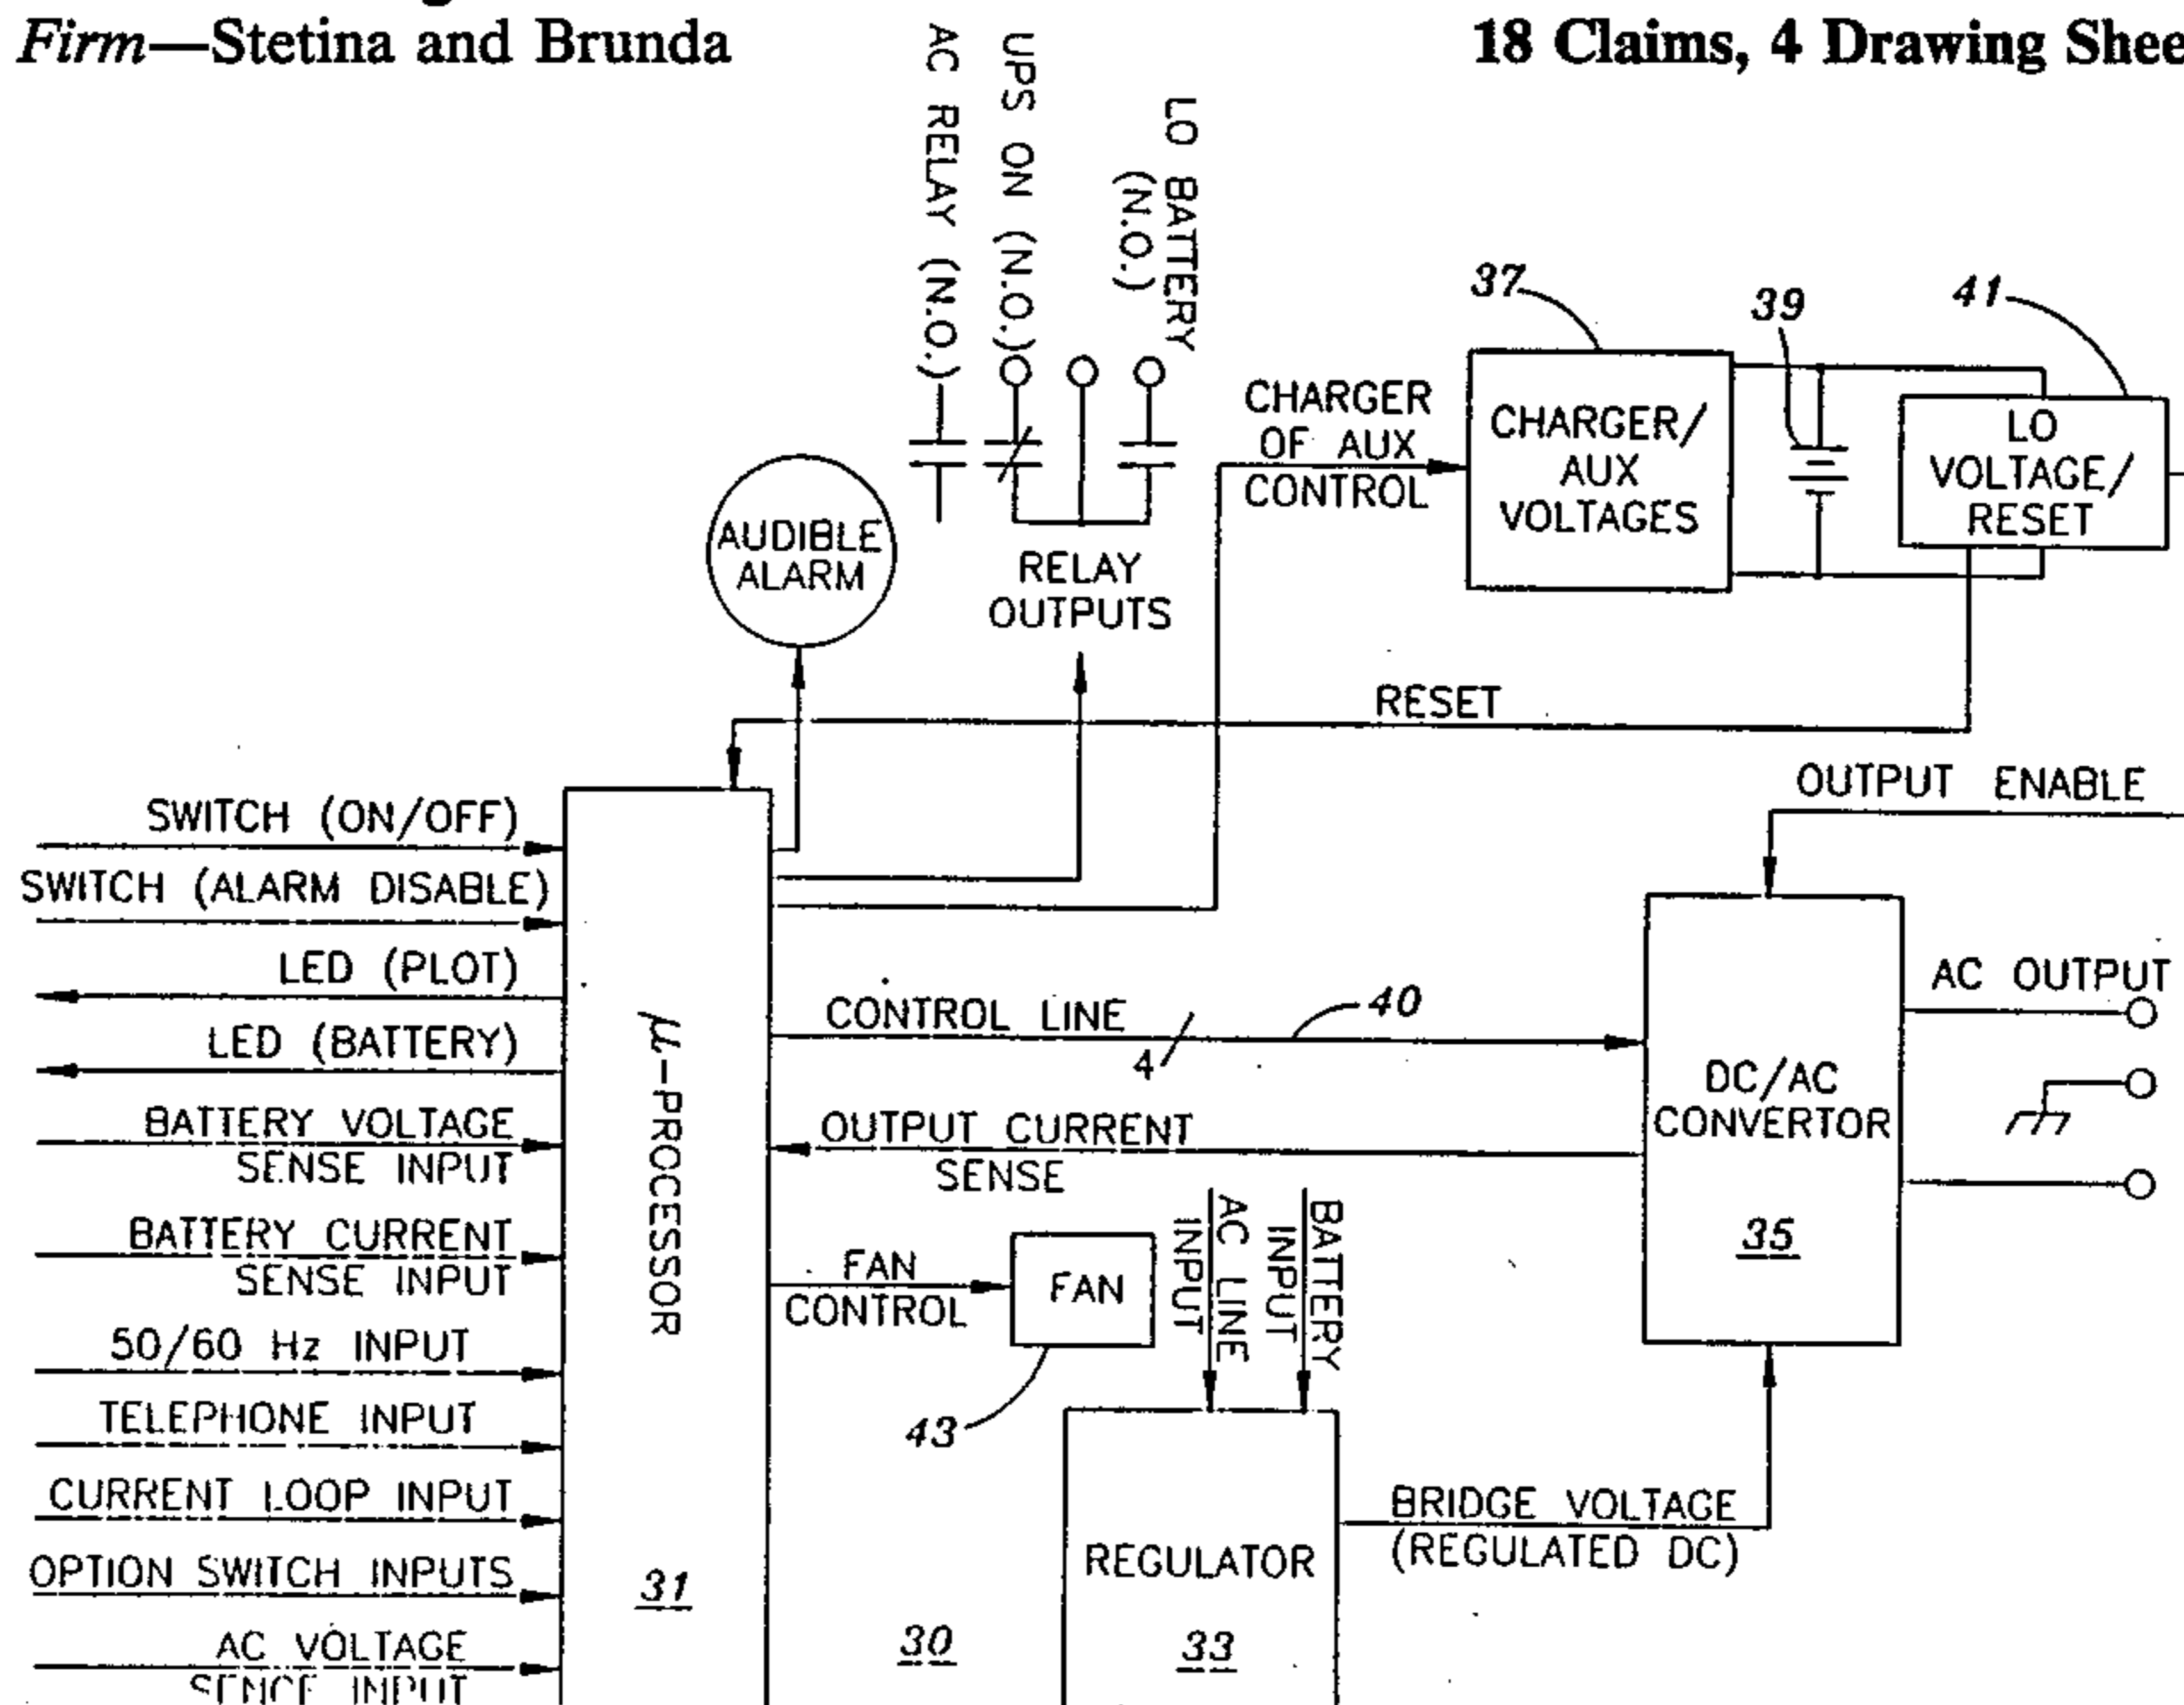 Firm—Stetina and Brunda
18 Claims, 4 Drawing Shee
AC RELAY (N.O.)
UPS ON (N.O.)
LO BATTERY
(N.O.)
37
39
41
CHARGER
OF AUX
CONTROL
CHARGER/
AUX
VOLTAGES
LO
VOLTAGE/
RESET
AUDIBLE
ALARM
RELAY
OUTPUTS
RESET
OUTPUT ENABLE
SWITCH (ON/OFF)
SWITCH (ALARM DISABLE)
LED (PLOT)
LED (BATTERY)
BATTERY VOLTAGE
SENSE INPUT
BATTERY CURRENT
SENSE INPUT
50/60 Hz INPUT
TELEPHONE INPUT
CURRENT LOOP INPUT
OPTION SWITCH INPUTS
AC VOLTAGE
SENCE INPUT
μ-PROCESSOR
31
CONTROL LINE
4
40
OUTPUT CURRENT
SENSE
FAN
CONTROL
FAN
43
AC LINE
INPUT
BATTERY
INPUT
DC/AC
CONVERTOR
35
AC OUTPUT
REGULATOR
33
30
BRIDGE VOLTAGE
(REGULATED DC)